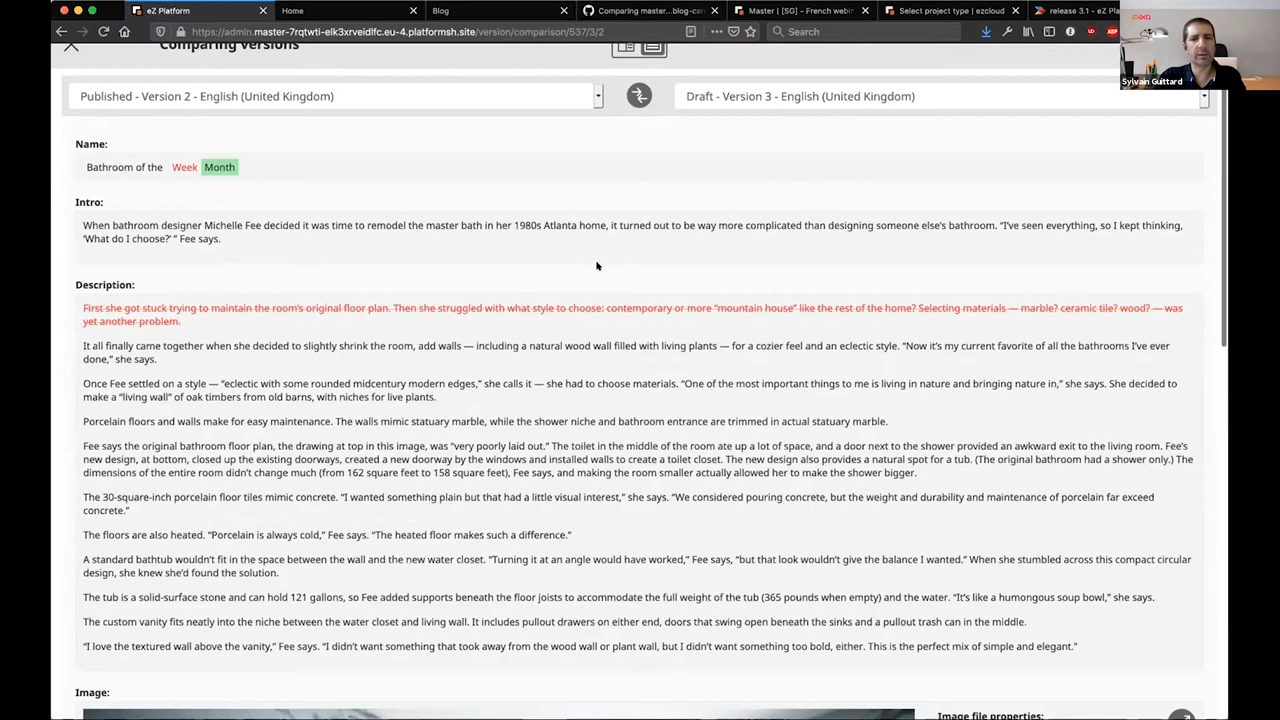 eZ Platform
Home
Blog
Comparing master...blog-can
Master | [SG] - French webin
Select project type | ezcloud
release 3.1 - eZ Pla
https://admin.master-7rqtwti-elk3xrveidlfc.eu-4.platformsh.site/version/comparison/537/3/2
Search
Sylvain Guittard
Comparing versions
Published - Version 2 - English (United Kingdom)
Draft - Version 3 - English (United Kingdom)
Name:
Bathroom of the Week Month
Intro:
When bathroom designer Michelle Fee decided it was time to remodel the master bath in her 1980s Atlanta home, it turned out to be way more complicated than designing someone else's bathroom. “I've seen everything, so I kept thinking,
‘What do I choose?’ ” Fee says.
Description:
First she got stuck trying to maintain the room's original floor plan. Then she struggled with what style to choose: contemporary or more “mountain house” like the rest of the home? Selecting materials — marble? ceramic tile? wood? — was
yet another problem.
It all finally came together when she decided to slightly shrink the room, add walls — including a natural wood wall filled with living plants — for a cozier feel and an eclectic style. “Now it's my current favorite of all the bathrooms I've ever
done,” she says.
Once Fee settled on a style — “eclectic with some rounded midcentury modern edges,” she calls it — she had to choose materials. “One of the most important things to me is living in nature and bringing nature in,” she says. She decided to
make a “living wall” of oak timbers from old barns, with niches for live plants.
Porcelain floors and walls make for easy maintenance. The walls mimic statuary marble, while the shower niche and bathroom entrance are trimmed in actual statuary marble.
Fee says the original bathroom floor plan, the drawing at top in this image, was “very poorly laid out.” The toilet in the middle of the room ate up a lot of space, and a door next to the shower provided an awkward exit to the living room. Fee's
new design, at bottom, closed up the existing doorways, created a new doorway by the windows and installed walls to create a toilet closet. The new design also provides a natural spot for a tub. (The original bathroom had a shower only.) The
dimensions of the entire room didn't change much (from 162 square feet to 158 square feet), Fee says, and making the room smaller actually allowed her to make the shower bigger.
The 30-square-inch porcelain floor tiles mimic concrete. “I wanted something plain but that had a little visual interest,” she says. “We considered pouring concrete, but the weight and durability and maintenance of porcelain far exceed
concrete.”
The floors are also heated. “Porcelain is always cold,” Fee says. “The heated floor makes such a difference.”
A standard bathtub wouldn't fit in the space between the wall and the new water closet. “Turning it at an angle would have worked,” Fee says, “but that look wouldn't give the balance I wanted.” When she stumbled across this compact circular
design, she knew she'd found the solution.
The tub is a solid-surface stone and can hold 121 gallons, so Fee added supports beneath the floor joists to accommodate the full weight of the tub (365 pounds when empty) and the water. “It's like a humongous soup bowl,” she says.
The custom vanity fits neatly into the niche between the water closet and living wall. It includes pullout drawers on either end, doors that swing open beneath the sinks and a pullout trash can in the middle.
“I love the textured wall above the vanity,” Fee says. “I didn't want something that took away from the wood wall or plant wall, but I didn't want something too bold, either. This is the perfect mix of simple and elegant.”
Image:
Image file properties: